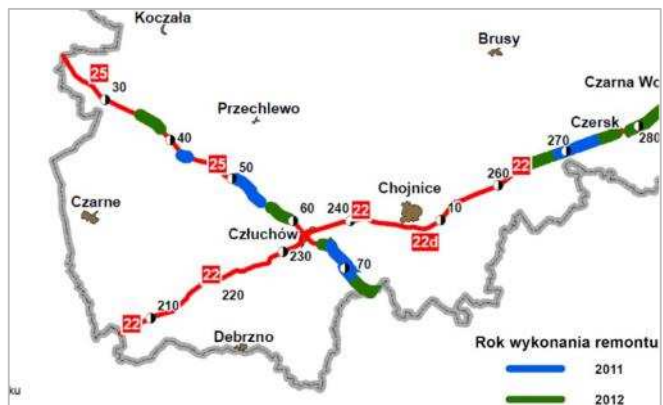 Koczała
Brusy
25
30
Czarna Wo
Przechlewo
Czersk
40
270
280
25
50
22
260
Chojnice
Czarne
60
240
22
10
Człuchów
22d
230
22
70
220
210
22
Debrzno
Rok wykonania remontu
2011
ku
2012